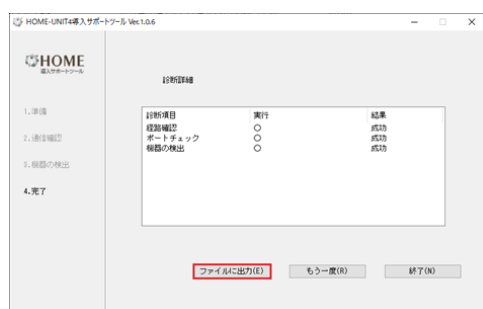 HOME-UNIT4導入サポートツール Ver.1.0.6
HOME
導入サポートツール
診断詳細
1.準備
2.通信確認
3.機器の検出
4.完了
診断項目 実行 結果
経路確認 ○ 成功
ポートチェック ○ 成功
機器の検出 ○ 成功
ファイルに出力(E) もう一度(R) 終了(N)